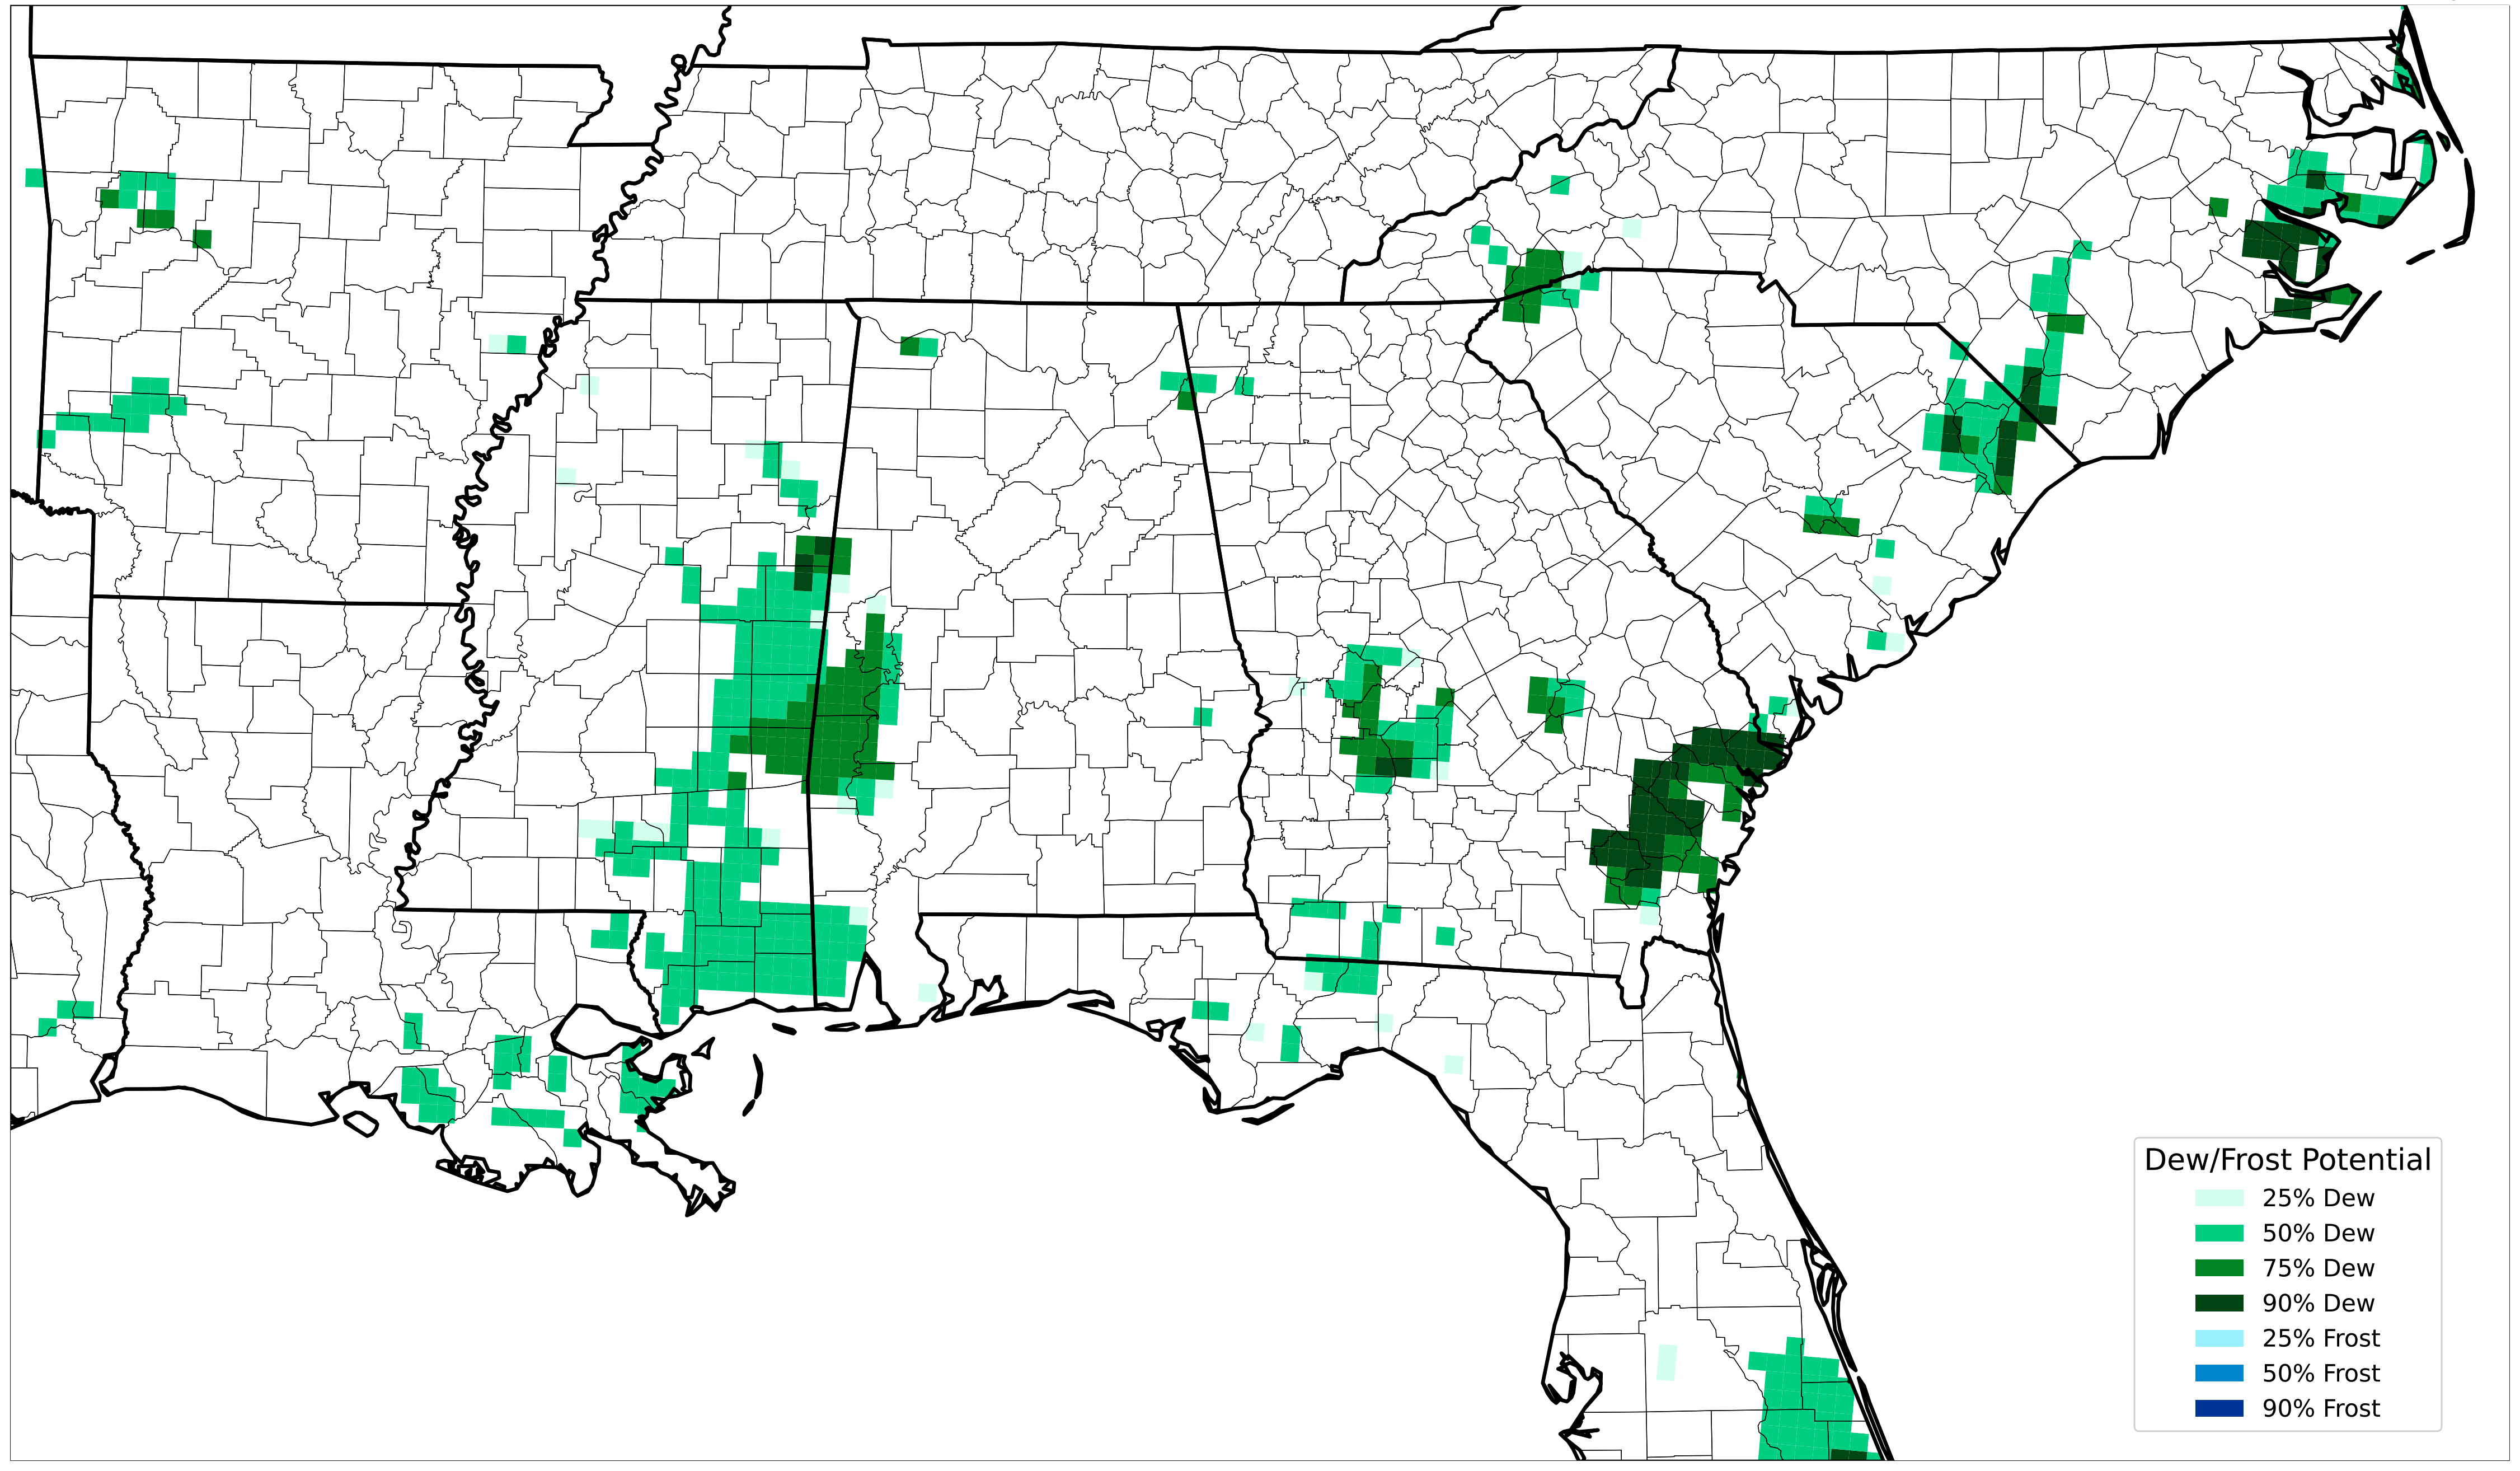 Dew/Frost Potential
25% Dew
50% Dew
75% Dew
90% Dew
25% Frost
50% Frost
90% Frost